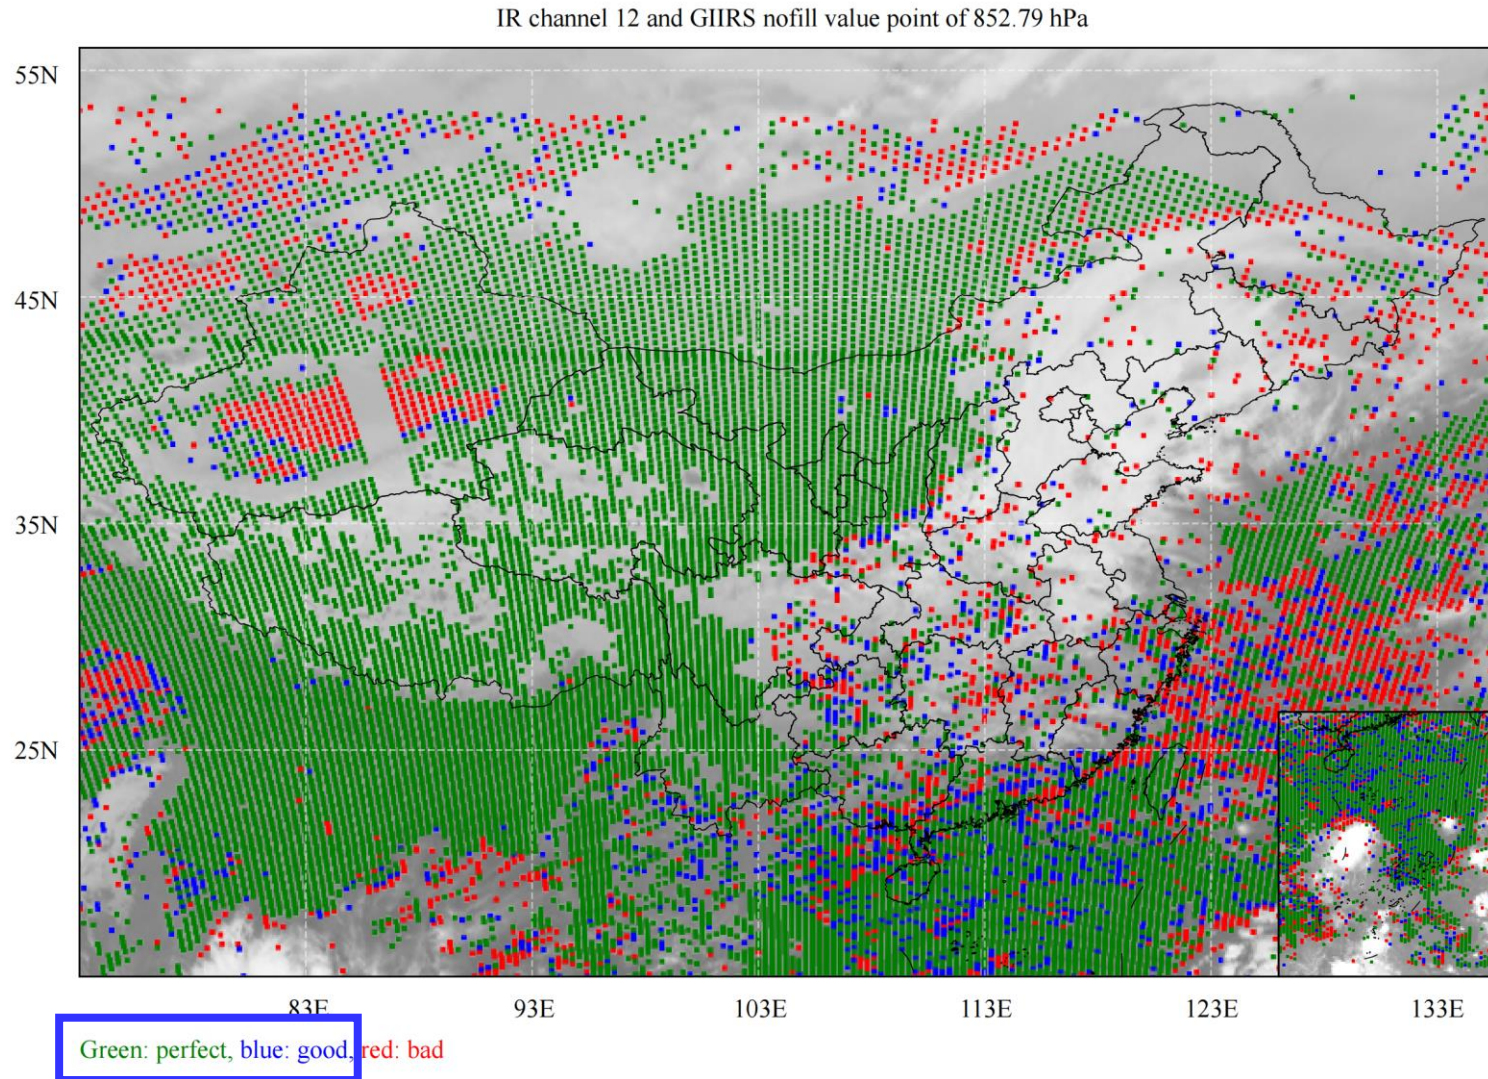 IR channel 12 and GIIRS nofill value point of 852.79 hPa
55N
45N
35N
25N
83E 93E 103E 113E 123E 133E
Green: perfect, blue: good, red: bad